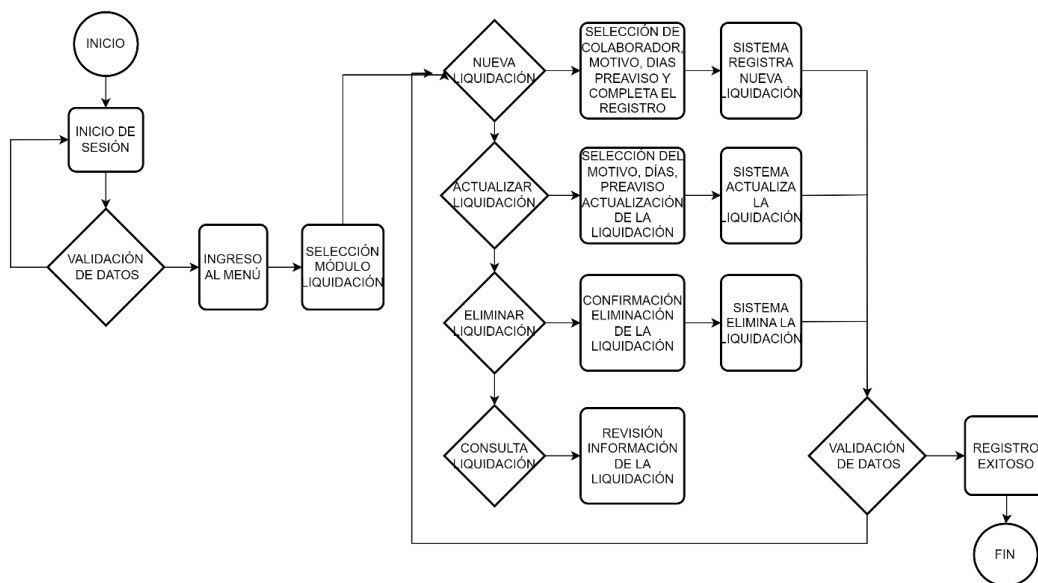 INICIO
INICIO DE
SESIÓN
VALIDACIÓN
DE DATOS
INGRESO
AL MENÚ
SELECCIÓN
MÓDULO
LIQUIDACIÓN
NUEVA
LIQUIDACIÓN
SELECCIÓN DE
COLABORADOR,
MOTIVO, DIAS
PREAVISO Y
COMPLETA EL
REGISTRO
SISTEMA
REGISTRA
NUEVA
LIQUIDACIÓN
ACTUALIZAR
LIQUIDACIÓN
SELECCIÓN DEL
MOTIVO, DÍAS,
PREAVISO
ACTUALIZACIÓN
DE LA
LIQUIDACIÓN
SISTEMA
ACTUALIZA
LA
LIQUIDACIÓN
ELIMINAR
LIQUIDACIÓN
CONFIRMACIÓN
ELIMINACIÓN
DE LA
LIQUIDACIÓN
SISTEMA
ELIMINA LA
LIQUIDACIÓN
CONSULTA
LIQUIDACIÓN
REVISIÓN
INFORMACIÓN
DE LA
LIQUIDACIÓN
VALIDACIÓN
DE DATOS
REGISTRO
EXITOSO
FIN